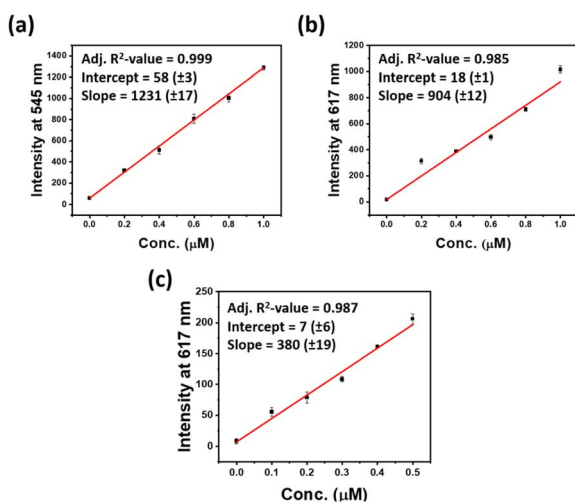 (a)
Adj. R²-value = 0.999
Intercept = 58 (±3)
Slope = 1231 (±17)
Intensity at 545 nm
1400
1200
1000
800
600
400
200
0
0.0 0.2 0.4 0.6 0.8 1.0
Conc. (μM)
(b)
Adj. R²-value = 0.985
Intercept = 18 (±1)
Slope = 904 (±12)
Intensity at 617 nm
1200
1000
800
600
400
200
0
0.0 0.2 0.4 0.6 0.8 1.0
Conc. (μM)
(c)
Adj. R²-value = 0.987
Intercept = 7 (±6)
Slope = 380 (±19)
Intensity at 617 nm
250
200
150
100
50
0
0.0 0.1 0.2 0.3 0.4 0.5
Conc. (μM)